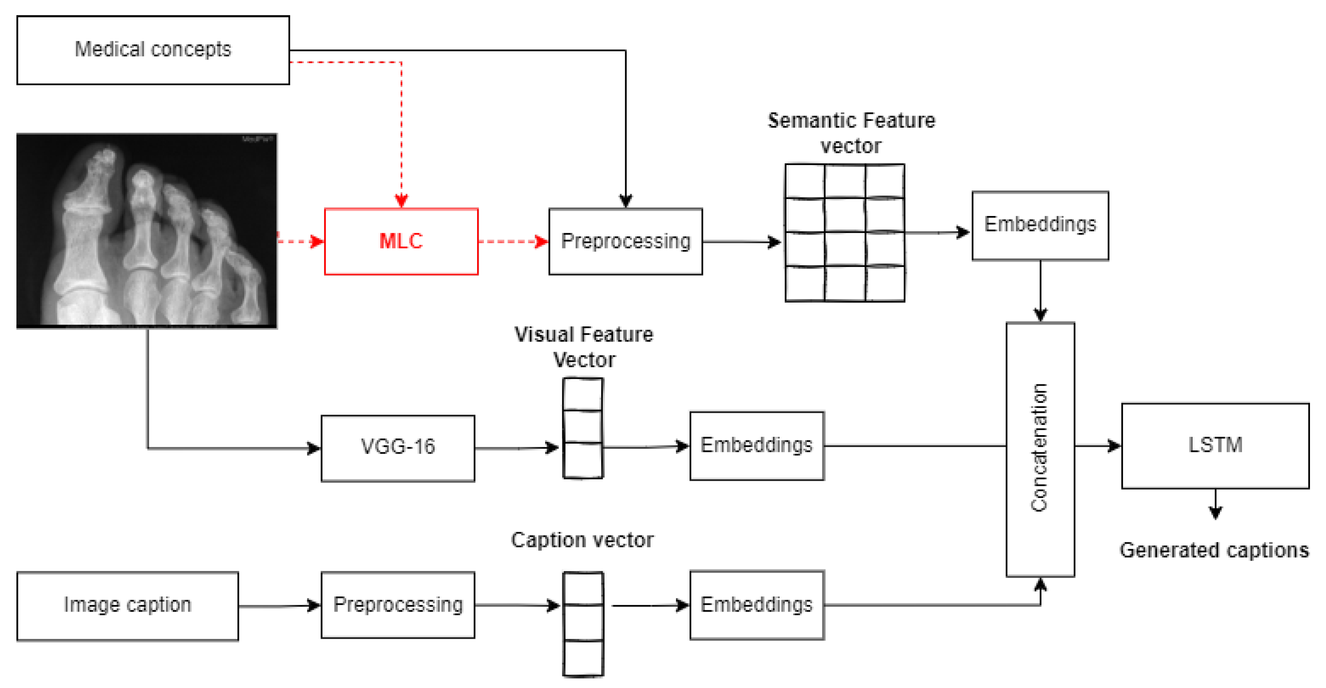 Medical concepts
MedPix
Semantic Feature
vector
MLC
Preprocessing
Embeddings
Visual Feature
Vector
VGG-16
Embeddings
Concatenation
LSTM
Generated captions
Caption vector
Image caption
Preprocessing
Embeddings